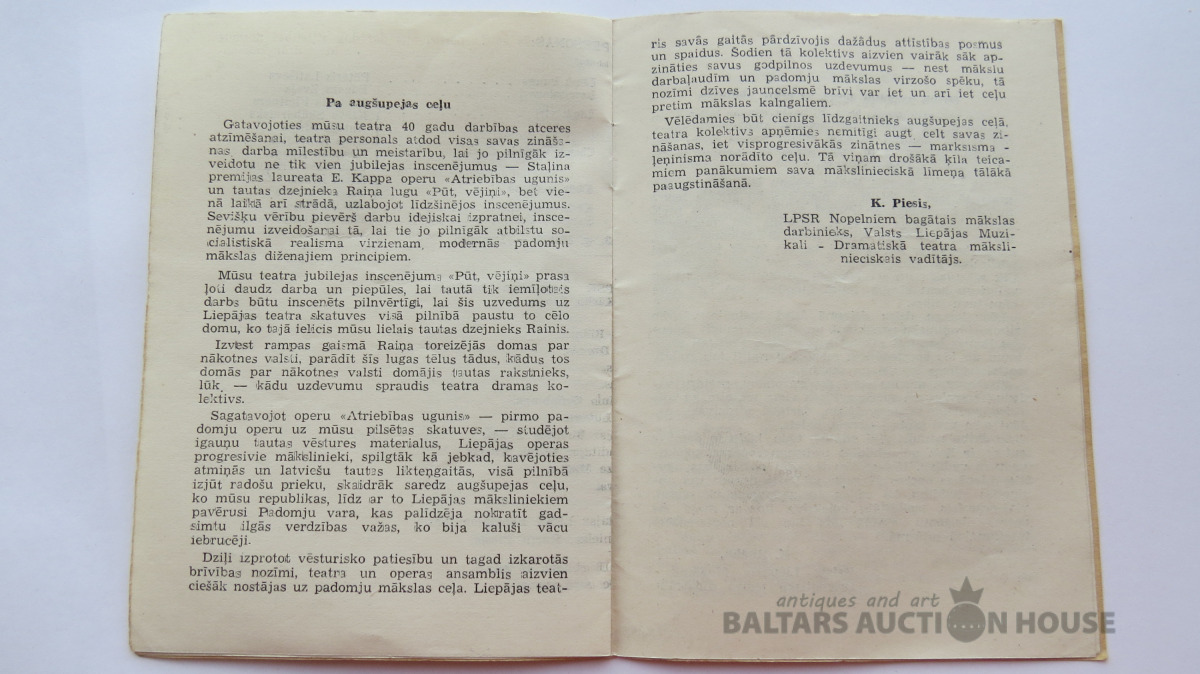 Pa augšupejas ceļu
Gatavojoties mūsu teatra 40 gadu darbības atceres
atzīmēšanai, teatra personals atdod visas savas zināša-
nas darba mīlestību un meistarību, lai jo pilnīgāk iz-
veidotu ne tik vien jubilejas inscenējumus — Staļina
premijas laureata E. Kappa operu «Atriebības ugunis»
un tautas dzejnieka Raiņa lugu «Pūt, vējiņi», bet vie-
nā laikā arī strādā, uzlabojot līdzšinējos inscenējumus.
Sevišķu vērību pievērš darbu idejiskai izpratnei, insce-
nējumu izveidošanai tā, lai tie jo pilnīgāk atbilstu so-
cialistiskā realisma virzienam, modernās padomju
mākslas diženajiem principiem.
Mūsu teatra jubilejas inscenējums «Pūt, vējiņi» prasa
ļoti daudz darba un piepūles, lai tautā tik iemīļotais
darbs būtu inscenēts pilnvērtīgi, lai šis uzvedums uz
Liepājas teatra skatuves visā pilnībā paustu to cēlo
domu, ko tajā ielicis mūsu lielais tautas dzejnieks Rainis.
Izvest rampas gaismā Raiņa toreizējās domas par
nākotnes valsti, parādīt šīs lugas tēlus tādus, kādus tos
domās par nākotnes valsti domājis tautas rakstnieks,
lūk, — kādu uzdevumu spraudis teatra dramas ko-
lektivs.
Sagatavojot operu «Atriebības ugunis» — pirmo pa-
domju operu uz mūsu pilsētas skatuves, — studējot
igauņu tautas vēstures materialus, Liepājas operas
progresivie mākslinieki, spilgtāk kā jebkad, kavējoties
atmiņās un latviešu tautas likteņgaitās, visā pilnībā
izjūt radošu prieku, skaidrāk saredz augšupejas ceļu,
ko mūsu republikas, līdz ar to Liepājas māksliniekiem
pavērusi Padomju vara, kas palīdzēja nokratīt gad-
simtu ilgās verdzības važas, ko bija kaluši vācu
iebrucēji.
Dziļi izprotot vēsturisko patiesību un tagad izkarotās
brīvības nozīmi, teatra un operas ansamblis aizvien
ciešāk nostājas uz padomju mākslas ceļa. Liepājas teat-
ris savās gaitās pārdzīvojis dažādus attīstības posmus
un spaidus. Šodien tā kolektivs aizvien vairāk sāk ap-
zināties savus godpilnos uzdevumus — nest mākslu
darbaļaudīm un padomju mākslas virzošo spēku, tā
nozīmi dzīves jauncelsmē brīvi var iet un arī iet ceļu
pretim mākslas kalngaliem.
Vēlēdamies būt cienīgs līdzgaitnieks augšupejas ceļā,
teatra kolektivs apņēmies nemitīgi augt, celt savas zi-
nāšanas, iet visprogresivākās zinātnes — marksisma -
ļeņinisma norādīto ceļu. Tā viņam drošākā ķīla teica-
miem panākumiem sava mākslinieciskā līmeņa tālākā
paaugstināšanā.
K. Piesis,
LPSR Nopelniem bagātais mākslas
darbinieks, Valsts Liepājas Muzi-
kali - Dramatiskā teatra māksli-
nieciskais vadītājs.
antiques and art
BALTARS AUCTION HOUSE